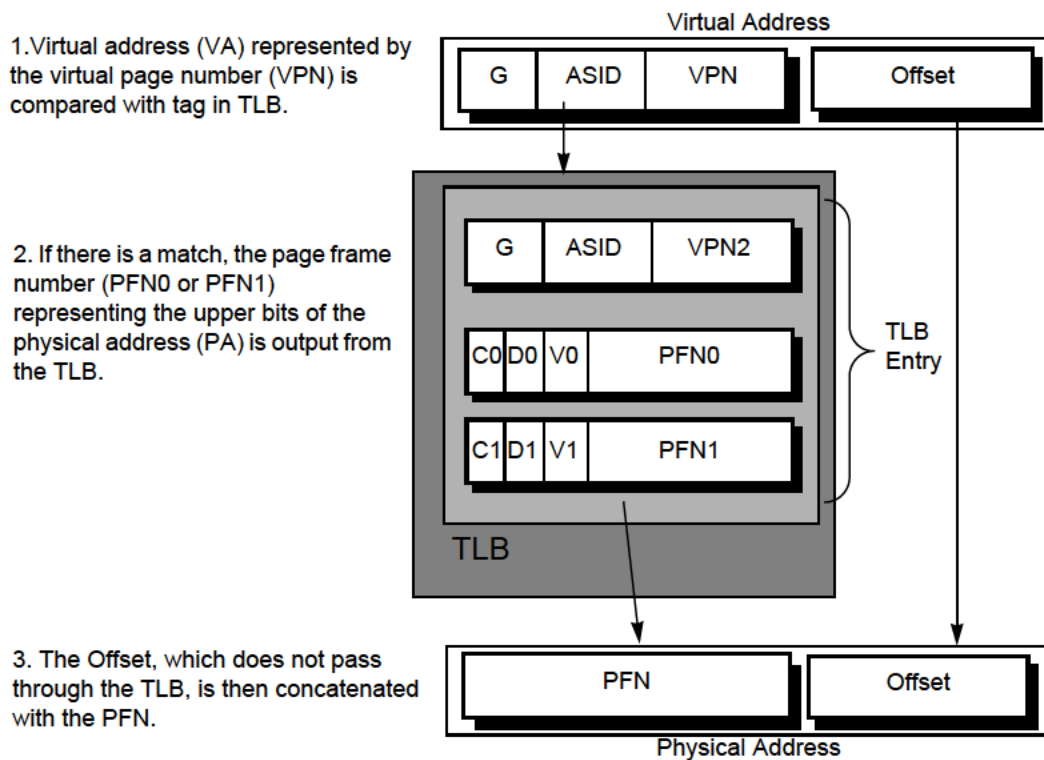 Virtual Address
1.Virtual address (VA) represented by
the virtual page number (VPN) is
compared with tag in TLB.
G ASID VPN Offset
2. If there is a match, the page frame
number (PFN0 or PFN1)
representing the upper bits of the
physical address (PA) is output from
the TLB.
G ASID VPN2
C0 D0 V0 PFN0
C1 D1 V1 PFN1
TLB
Entry
TLB
3. The Offset, which does not pass
through the TLB, is then concatenated
with the PFN.
PFN Offset
Physical Address